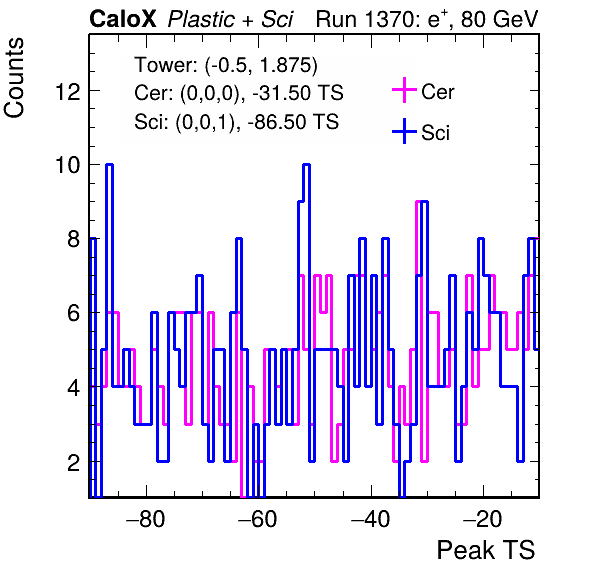 CaloX Plastic + Sci Run 1370: e+, 80 GeV
Tower: (-0.5, 1.875)
Cer: (0,0,0), -31.50 TS
Sci: (0,0,1), -86.50 TS
Cer
Sci
Counts
12
10
8
6
4
2
−80 −60 −40 −20
Peak TS